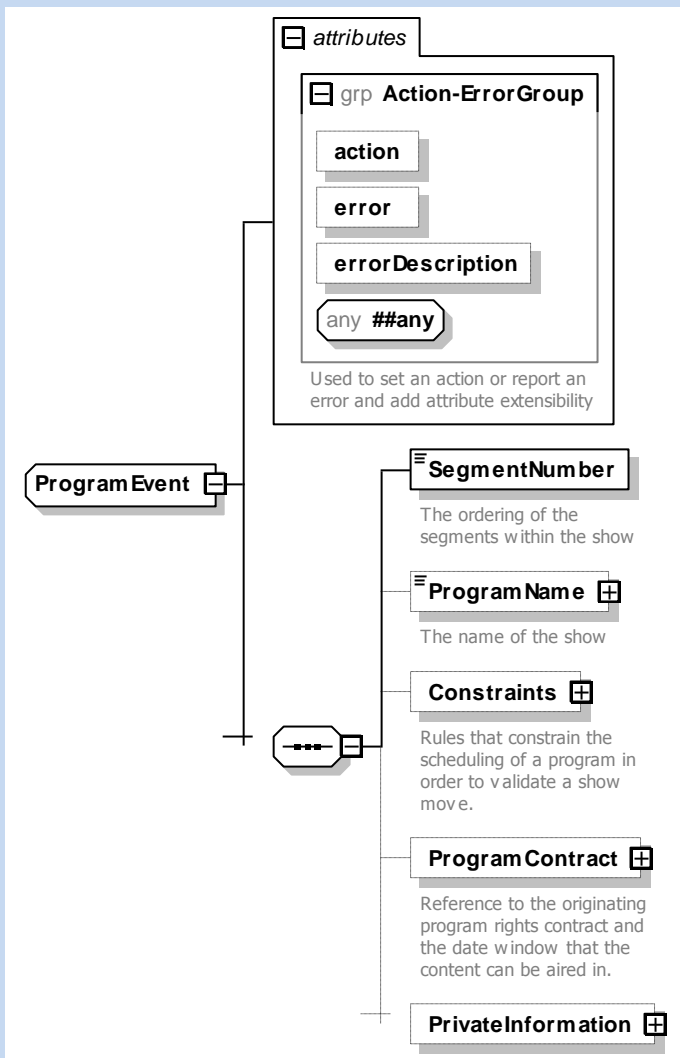 attributes
grp Action-ErrorGroup
action
error
errorDescription
any ##any
Used to set an action or report an
error and add attribute extensibility
ProgramEvent
SegmentNumber
The ordering of the
segments within the show
ProgramName
The name of the show
Constraints
Rules that constrain the
scheduling of a program in
order to validate a show
move.
ProgramContract
Reference to the originating
program rights contract and
the date window that the
content can be aired in.
PrivateInformation